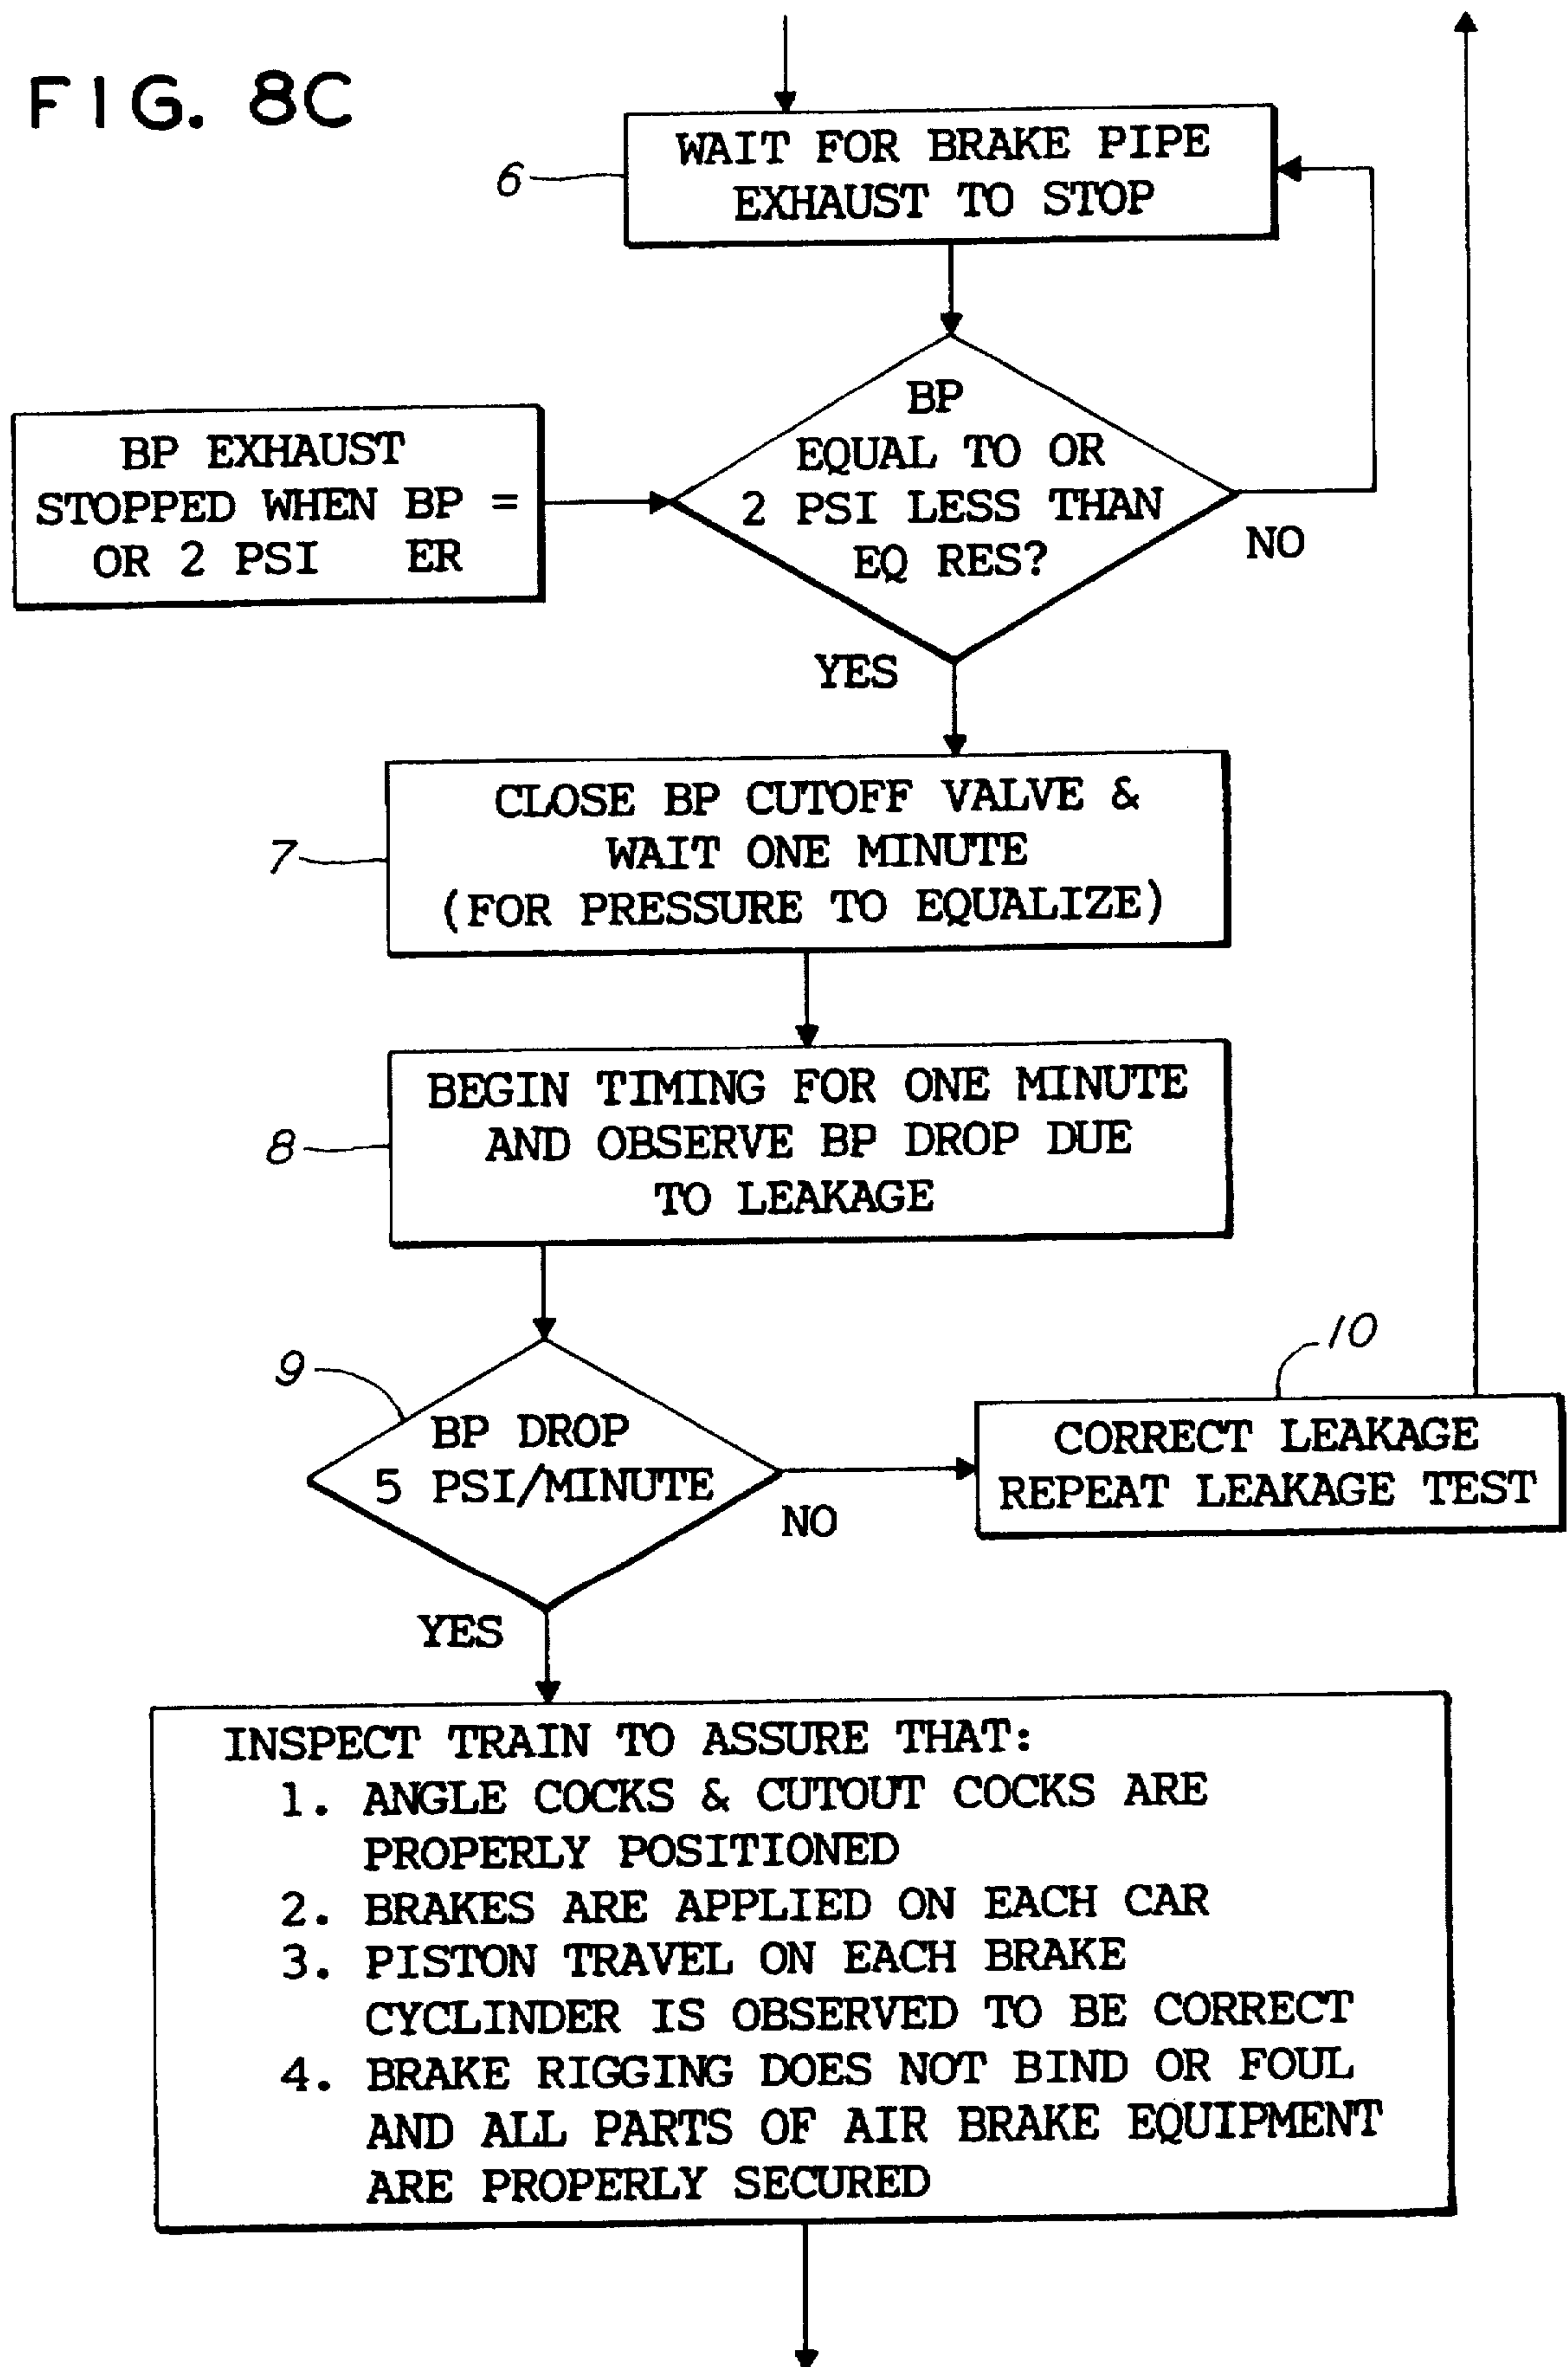 FIG. 8C
6
WAIT FOR BRAKE PIPE
EXHAUST TO STOP
BP EXHAUST
STOPPED WHEN BP =
OR 2 PSI ER
BP
EQUAL TO OR
2 PSI LESS THAN
EQ RES?
NO
YES
7
CLOSE BP CUTOFF VALVE &
WAIT ONE MINUTE
(FOR PRESSURE TO EQUALIZE)
8
BEGIN TIMING FOR ONE MINUTE
AND OBSERVE BP DROP DUE
TO LEAKAGE
9
BP DROP
5 PSI/MINUTE
NO
10
CORRECT LEAKAGE
REPEAT LEAKAGE TEST
YES
INSPECT TRAIN TO ASSURE THAT:
1. ANGLE COCKS & CUTOUT COCKS ARE
PROPERLY POSITIONED
2. BRAKES ARE APPLIED ON EACH CAR
3. PISTON TRAVEL ON EACH BRAKE
CYCLINDER IS OBSERVED TO BE CORRECT
4. BRAKE RIGGING DOES NOT BIND OR FOUL
AND ALL PARTS OF AIR BRAKE EQUIPMENT
ARE PROPERLY SECURED